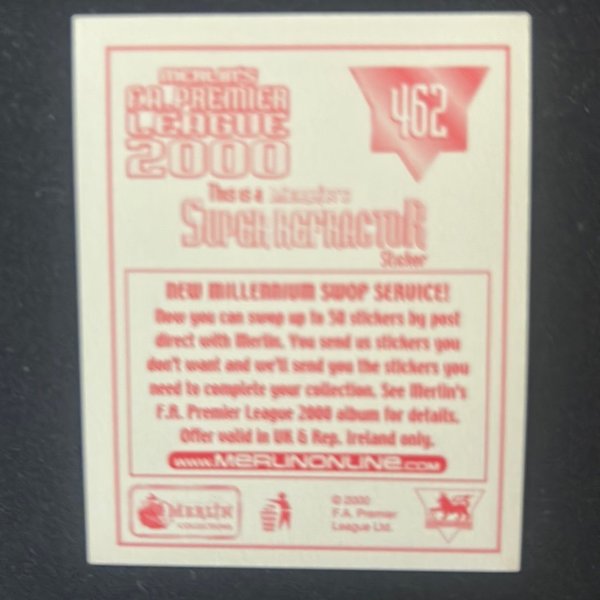 MERLIN'S
F.A. PREMIER
LEAGUE
2000
462
This is a MERLIN'S
SUPER REFRACTOR
Sticker
NEW MILLENNIUM SWOP SERVICE!
Now you can swop up to 50 stickers by post
direct with Merlin. You send us stickers you
don't want and we'll send you the stickers you
need to complete your collection. See Merlin's
F.A. Premier League 2000 album for details.
Offer valid in UK & Rep. Ireland only.
www.MERLINONLINE.com
MERLIN
COLLECTIONS
© 2000
F.A. Premier
League Ltd.